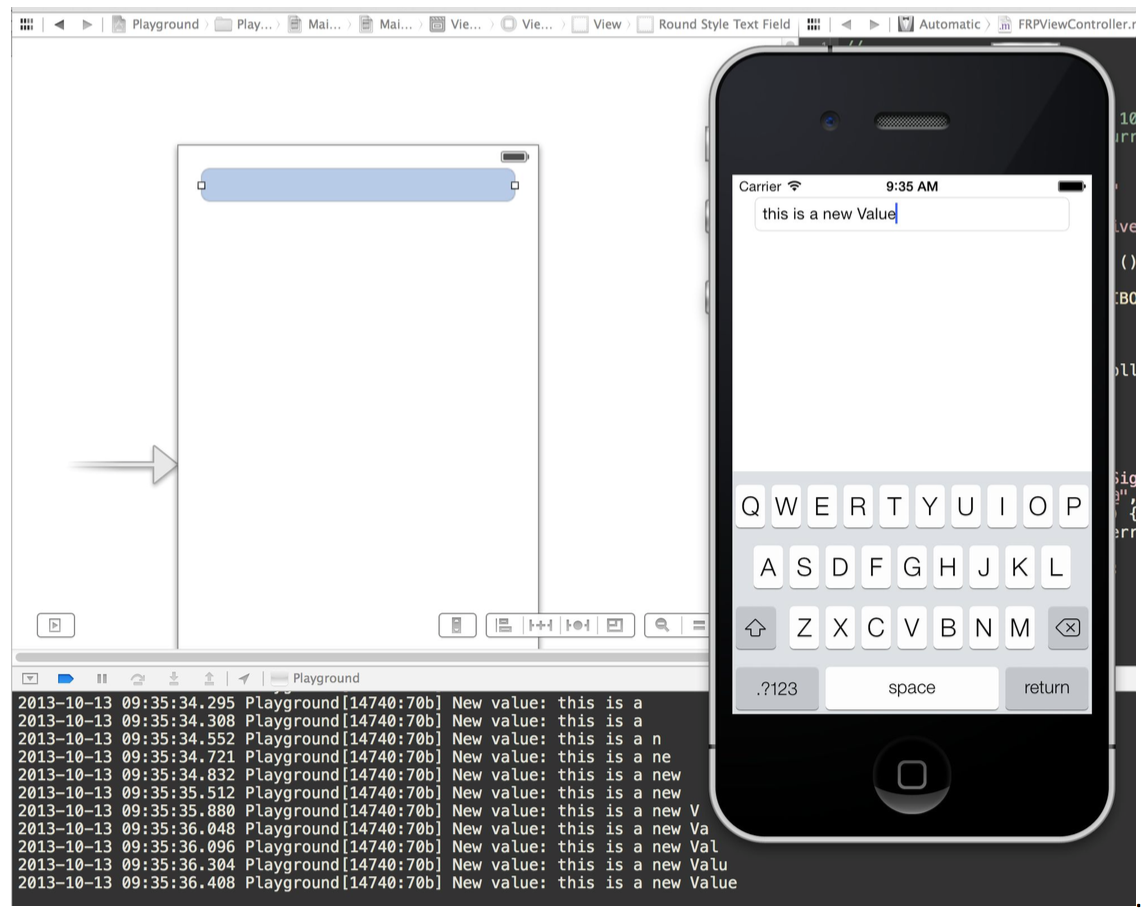 Playground Play... Mai... Mai... Vie... Vie... View Round Style Text Field Automatic FRPViewController.
//
Carrier 9:35 AM
this is a new Value
Q W E R T Y U I O P
A S D F G H J K L
Z X C V B N M
.?123 space return
Playground
2013-10-13 09:35:34.295 Playground[14740:70b] New value: this is a
2013-10-13 09:35:34.308 Playground[14740:70b] New value: this is a
2013-10-13 09:35:34.552 Playground[14740:70b] New value: this is a n
2013-10-13 09:35:34.721 Playground[14740:70b] New value: this is a ne
2013-10-13 09:35:34.832 Playground[14740:70b] New value: this is a new
2013-10-13 09:35:35.512 Playground[14740:70b] New value: this is a new
2013-10-13 09:35:35.880 Playground[14740:70b] New value: this is a new V
2013-10-13 09:35:36.048 Playground[14740:70b] New value: this is a new Va
2013-10-13 09:35:36.096 Playground[14740:70b] New value: this is a new Val
2013-10-13 09:35:36.304 Playground[14740:70b] New value: this is a new Valu
2013-10-13 09:35:36.408 Playground[14740:70b] New value: this is a new Value